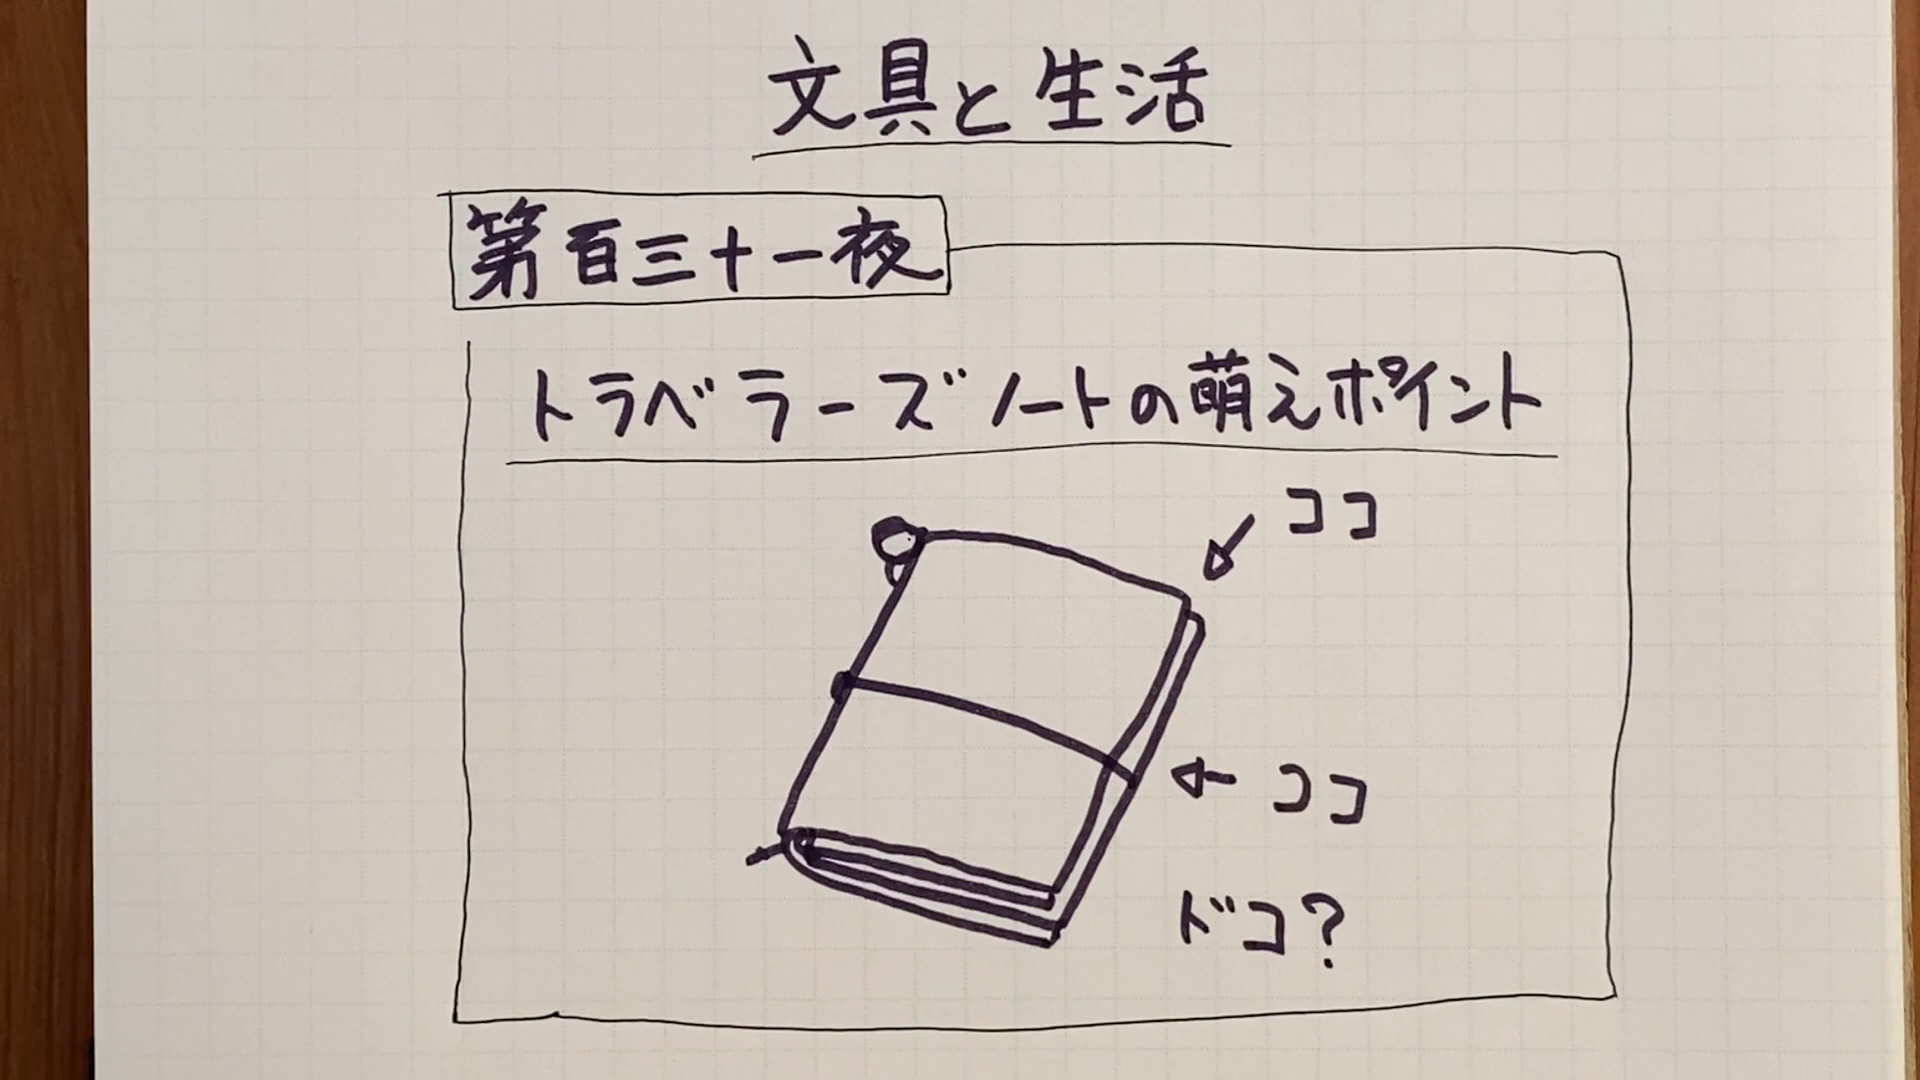 文具と生活
第百三十一夜
トラベラーズノートの萌えポイント
ココ
ココ
ドコ?